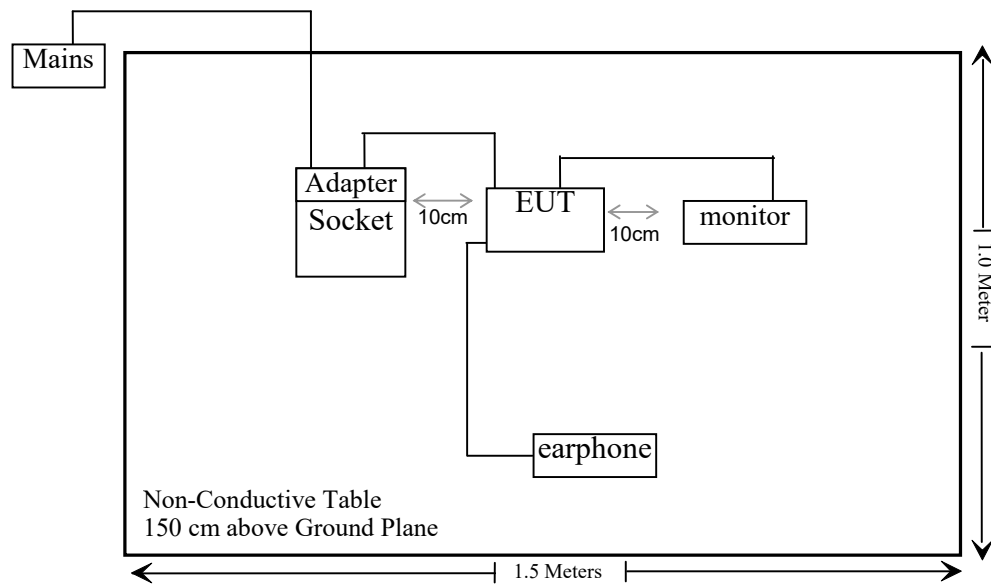 Mains
Adapter
Socket
10cm
EUT
10cm
monitor
1.0 Meter
earphone
Non-Conductive Table
150 cm above Ground Plane
1.5 Meters